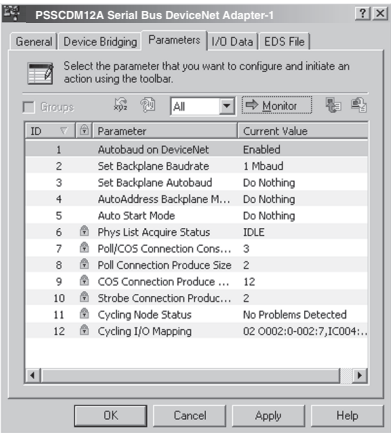 PSSCDM12A Serial Bus DeviceNet Adapter-1
General Device Bridging Parameters I/O Data EDS File
Select the parameter that you want to configure and initiate an
action using the toolbar.
Groups All Monitor
ID Parameter Current Value
1 Autobaud on DeviceNet Enabled
2 Set Backplane Baudrate 1 Mbaud
3 Set Backplane Autobaud Do Nothing
4 AutoAddress Backplane M... Do Nothing
5 Auto Start Mode Do Nothing
6 Phys List Acquire Status IDLE
7 Poll/COS Connection Cons... 3
8 Poll Connection Produce Size 2
9 COS Connection Produce ... 12
10 Strobe Connection Produc... 2
11 Cycling Node Status No Problems Detected
12 Cycling I/O Mapping 02 O002:0-002:7,IC004:...
OK Cancel Apply Help